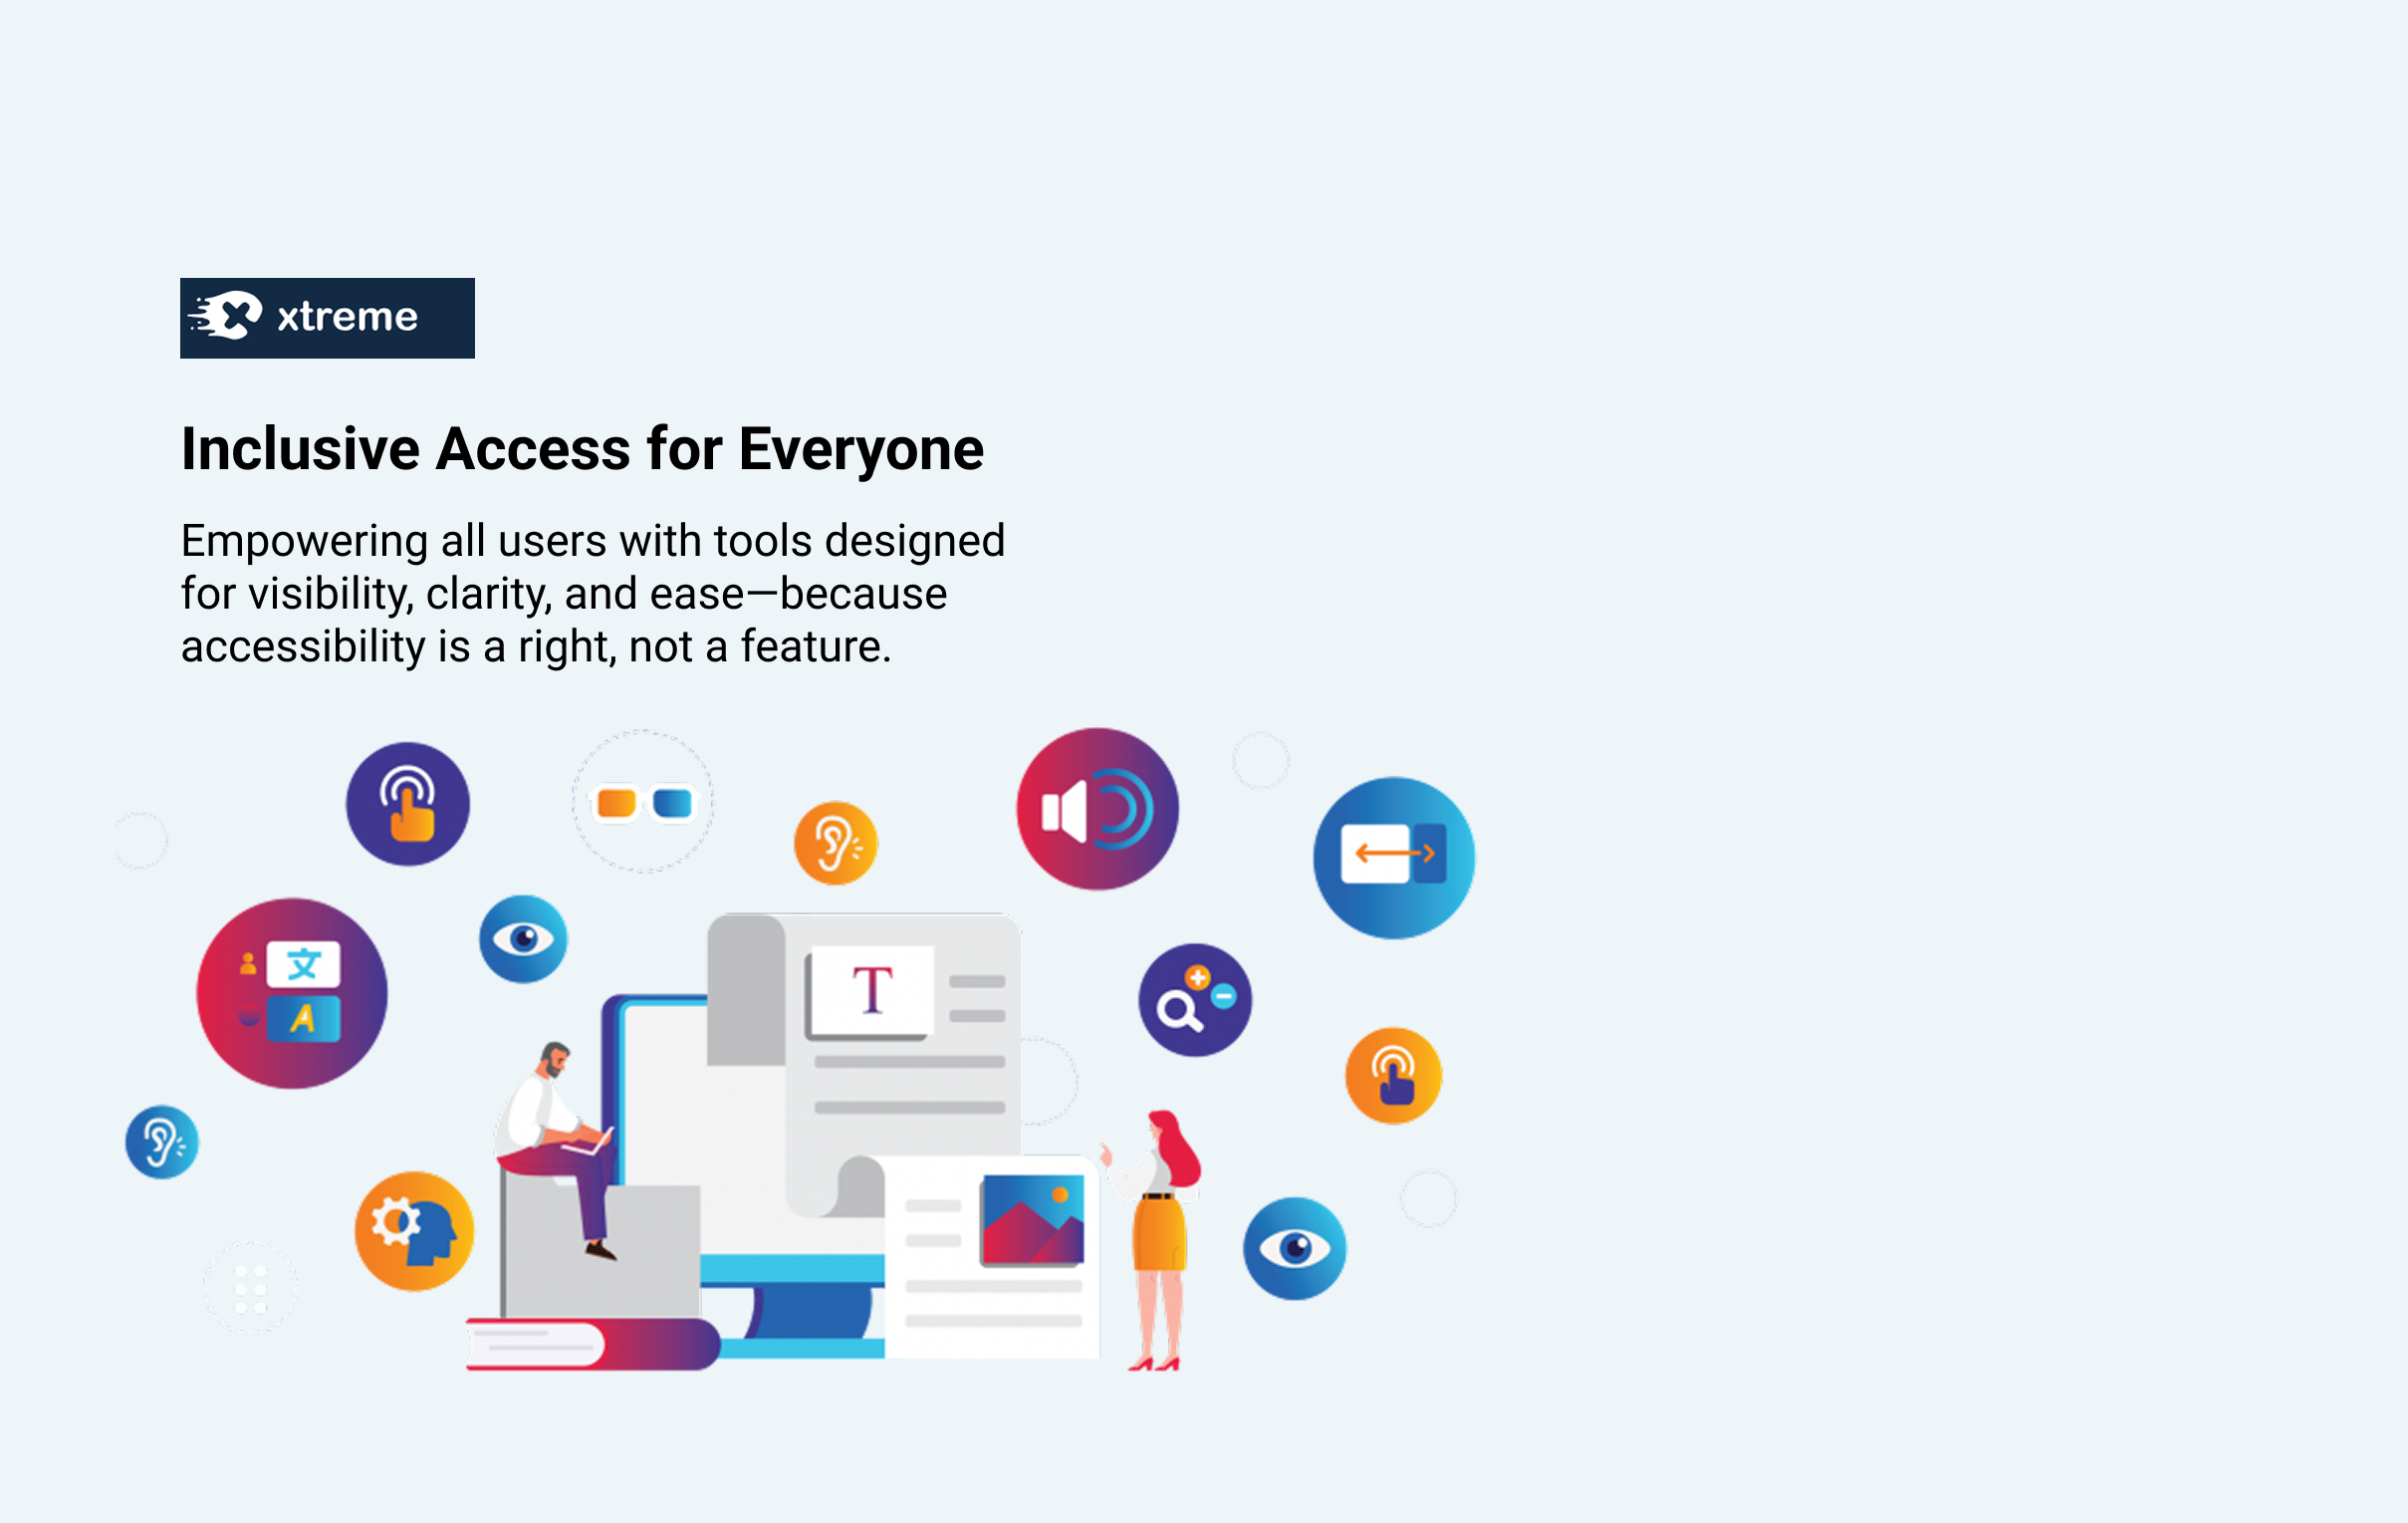 xtreme
Inclusive Access for Everyone
Empowering all users with tools designed
for visibility, clarity, and ease—because
accessibility is a right, not a feature.
文
A
T